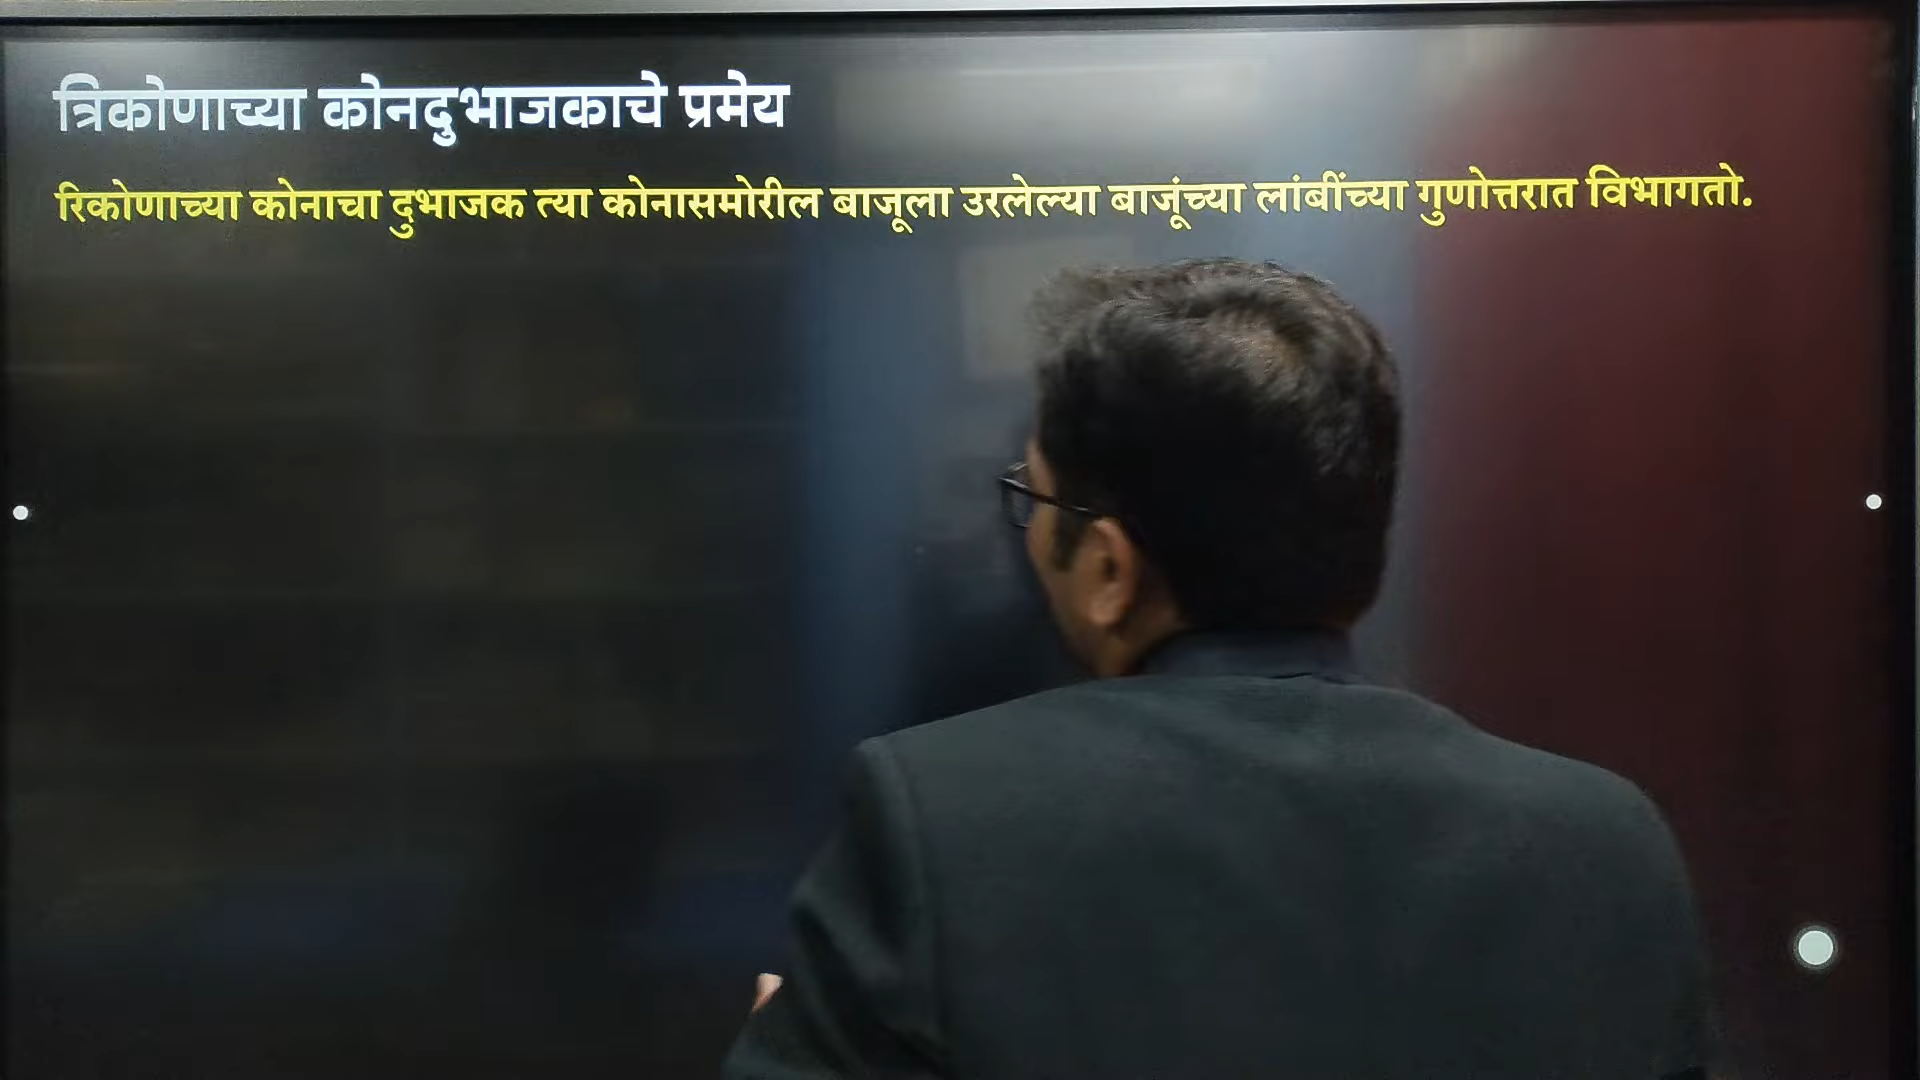 त्रिकोणाच्या कोनदुभाजकाचे प्रमेय
रिकोणाच्या कोनाचा दुभाजक त्या कोनासमोरील बाजूला उरलेल्या बाजूंच्या लांबींच्या गुणोत्तरात विभागतो.